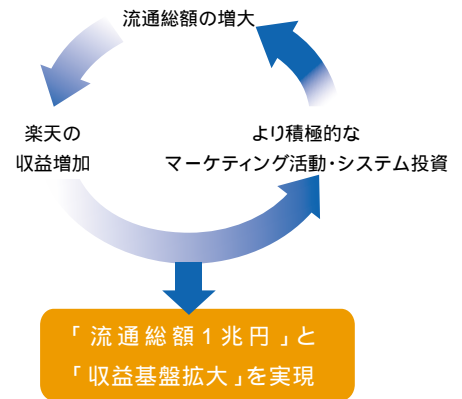 流通総額の増大
楽天の
収益増加
より積極的な
マーケティング活動・システム投資
「流通総額1兆円」と
「収益基盤拡大」を実現